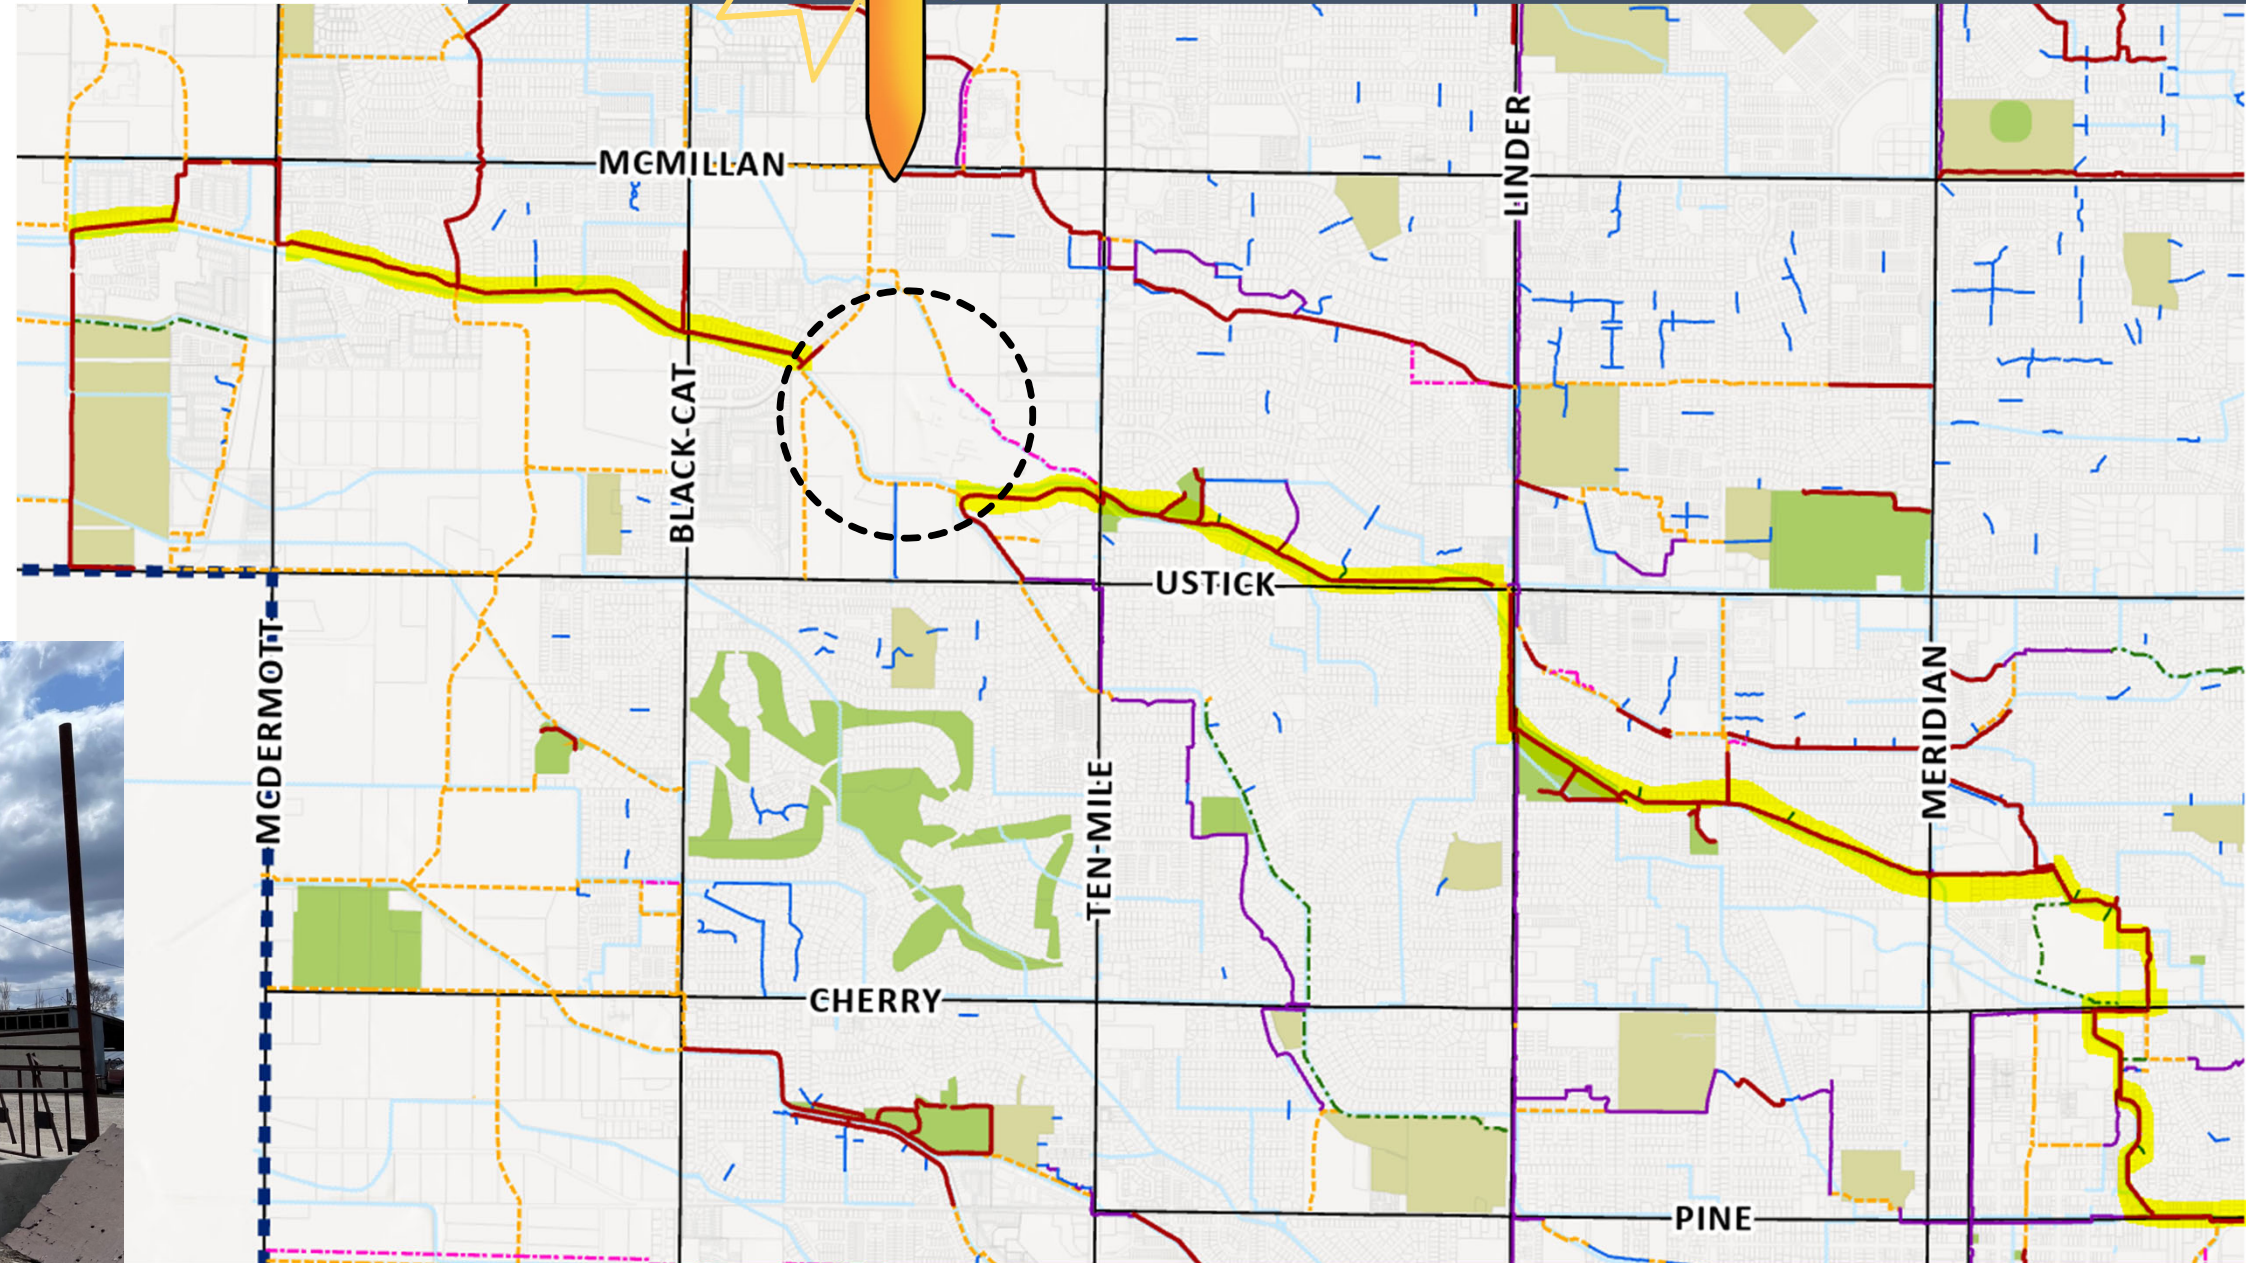 MCMILLAN
LINDER
BLACK-CAT
USTICK
MCDERMOTT
MERIDIAN
TEN-MILE
CHERRY
PINE